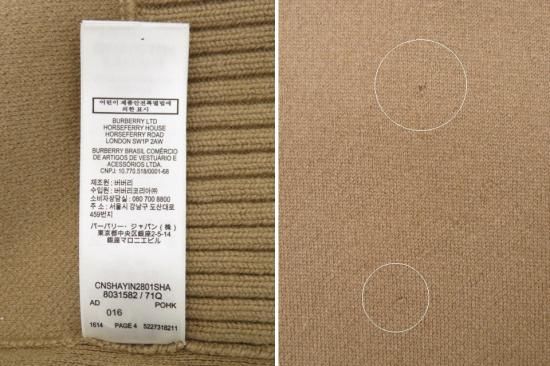 어린이 제품안전특별법에
의한 표시
BURBERRY LTD
HORSEFERRY HOUSE
HORSEFERRY ROAD
LONDON SW1P 2AW
BURBERRY BRASIL COMÉRCIO
DE ARTIGOS DE VESTUÁRIO E
ACESSÓRIOS LTDA.
CNPJ: 10.770.518/0001-68
제조원 : 버버리
수입원 : 버버리코리아㈜
소비자상담실 : 080 700 8800
주소 : 서울시 강남구 도산대로
459번지
バーバリー・ジャパン(株)
東京都中央区銀座2-5-14
銀座マロニエビル
CNSHAYIN2801SHA
8031582 / 71Q
AD POHK
016
1614 PAGE 4 5227318211